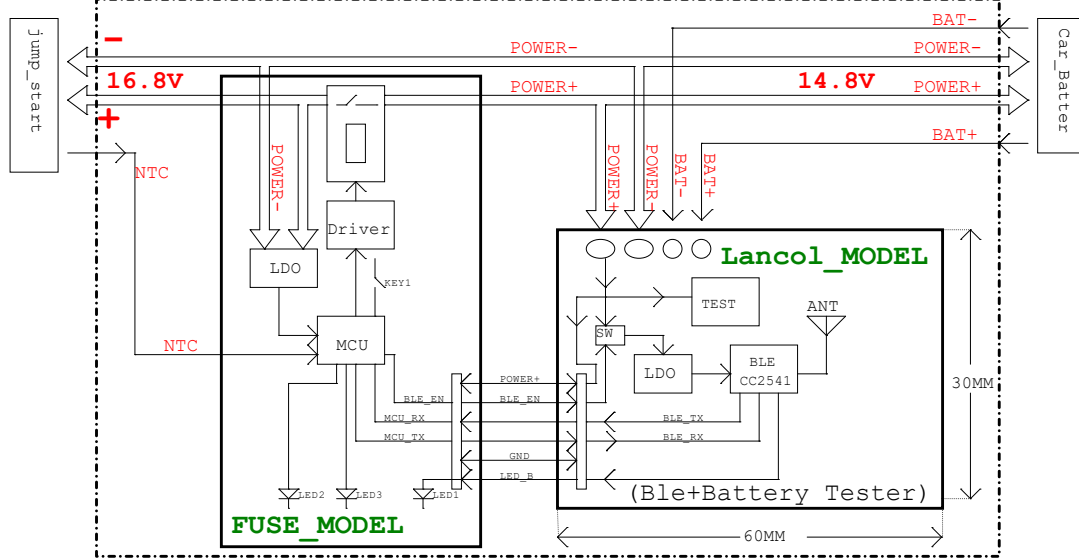 BAT-
-
POWER-
POWER-
jump_start
Car_Batter
16.8V
14.8V
POWER+
POWER+
+
BAT+
NTC
POWER-
POWER+
POWER-
BAT-
BAT+
Driver
Lancol_MODEL
LDO
KEY1
TEST
ANT
SW
NTC
MCU
BLE
CC2541
LDO
30MM
POWER+
BLE_EN
BLE_EN
MCU_RX
BLE_TX
MCU_TX
BLE_RX
GND
LED_B
LED2
LED3
LED1
(Ble+Battery Tester)
FUSE_MODEL
60MM